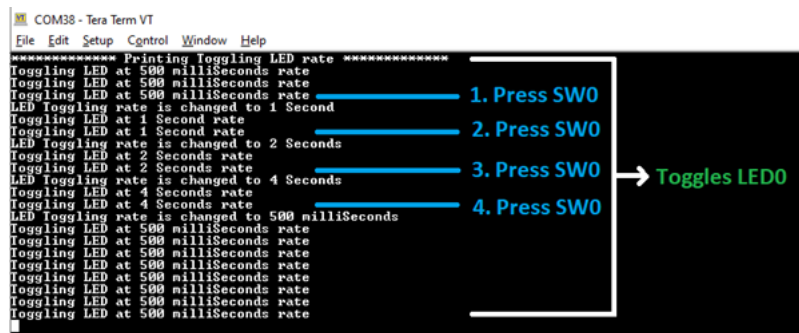 COM38 - Tera Term VT
File Edit Setup Control Window Help
************* Printing Toggling LED rate *************
Toggling LED at 500 milliSeconds rate
Toggling LED at 500 milliSeconds rate
Toggling LED at 500 milliSeconds rate 1. Press SW0
LED Toggling rate is changed to 1 Second
Toggling LED at 1 Second rate
Toggling LED at 1 Second rate 2. Press SW0
LED Toggling rate is changed to 2 Seconds
Toggling LED at 2 Seconds rate
Toggling LED at 2 Seconds rate 3. Press SW0
LED Toggling rate is changed to 4 Seconds
Toggling LED at 4 Seconds rate
Toggling LED at 4 Seconds rate 4. Press SW0
LED Toggling rate is changed to 500 milliSeconds
Toggling LED at 500 milliSeconds rate
Toggling LED at 500 milliSeconds rate
Toggling LED at 500 milliSeconds rate
Toggling LED at 500 milliSeconds rate
Toggling LED at 500 milliSeconds rate
Toggling LED at 500 milliSeconds rate
Toggling LED at 500 milliSeconds rate
Toggling LED at 500 milliSeconds rate
Toggles LED0